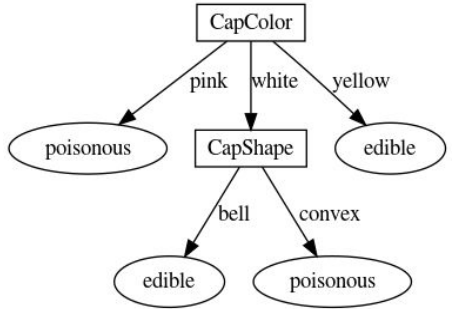 CapColor
pink white yellow
poisonous CapShape edible
bell convex
edible poisonous